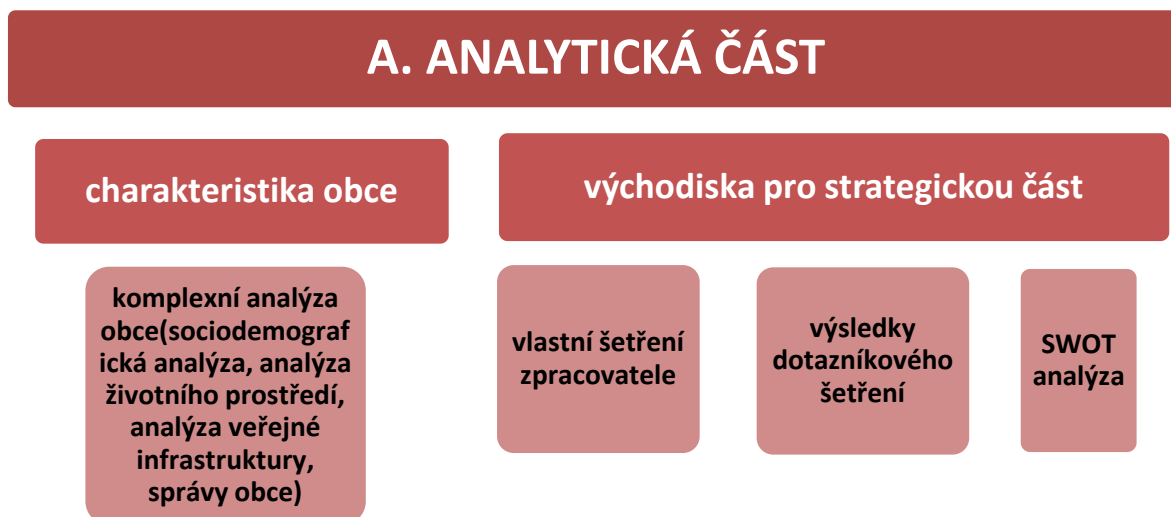 A. ANALYTICKÁ ČÁST
charakteristika obce
východiska pro strategickou část
komplexní analýza
obce(sociodemograf
ická analýza, analýza
životního prostředí,
analýza veřejné
infrastruktury,
správy obce)
vlastní šetření
zpracovatele
výsledky
dotazníkového
šetření
SWOT
analýza